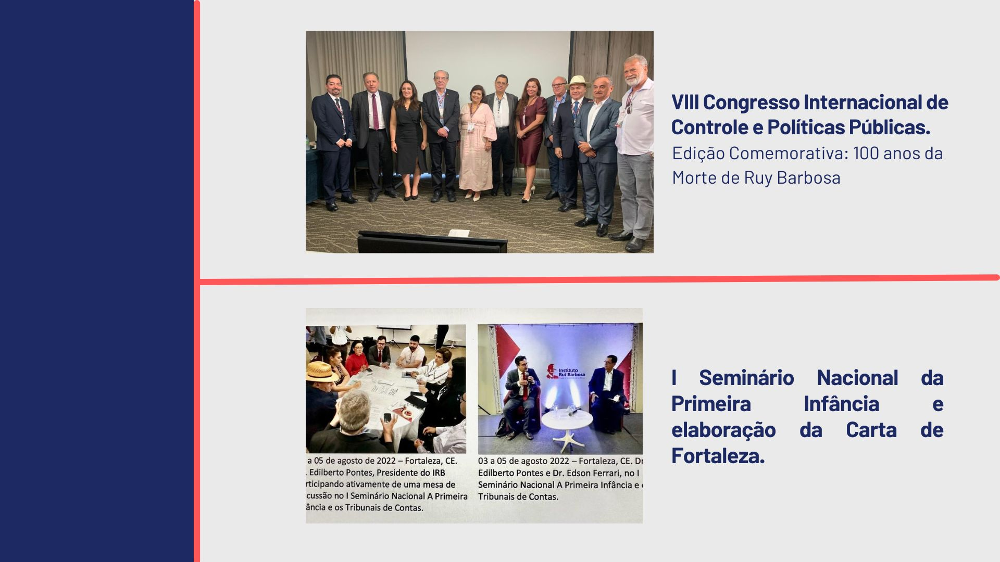 VIII Congresso Internacional de
Controle e Políticas Públicas.
Edição Comemorativa: 100 anos da
Morte de Ruy Barbosa
Instituto
Rui Barbosa
a 05 de agosto de 2022 – Fortaleza, CE.
. Edilberto Pontes, Presidente do IRB
rticipando ativamente de uma mesa de
cussão no I Seminário Nacional A Primeira
ância e os Tribunais de Contas.
03 a 05 de agosto 2022 – Fortaleza, CE. Dr
Edilberto Pontes e Dr. Edson Ferrari, no I
Seminário Nacional A Primeira Infância e
Tribunais de Contas.
I Seminário Nacional da
Primeira Infância e
elaboração da Carta de
Fortaleza.